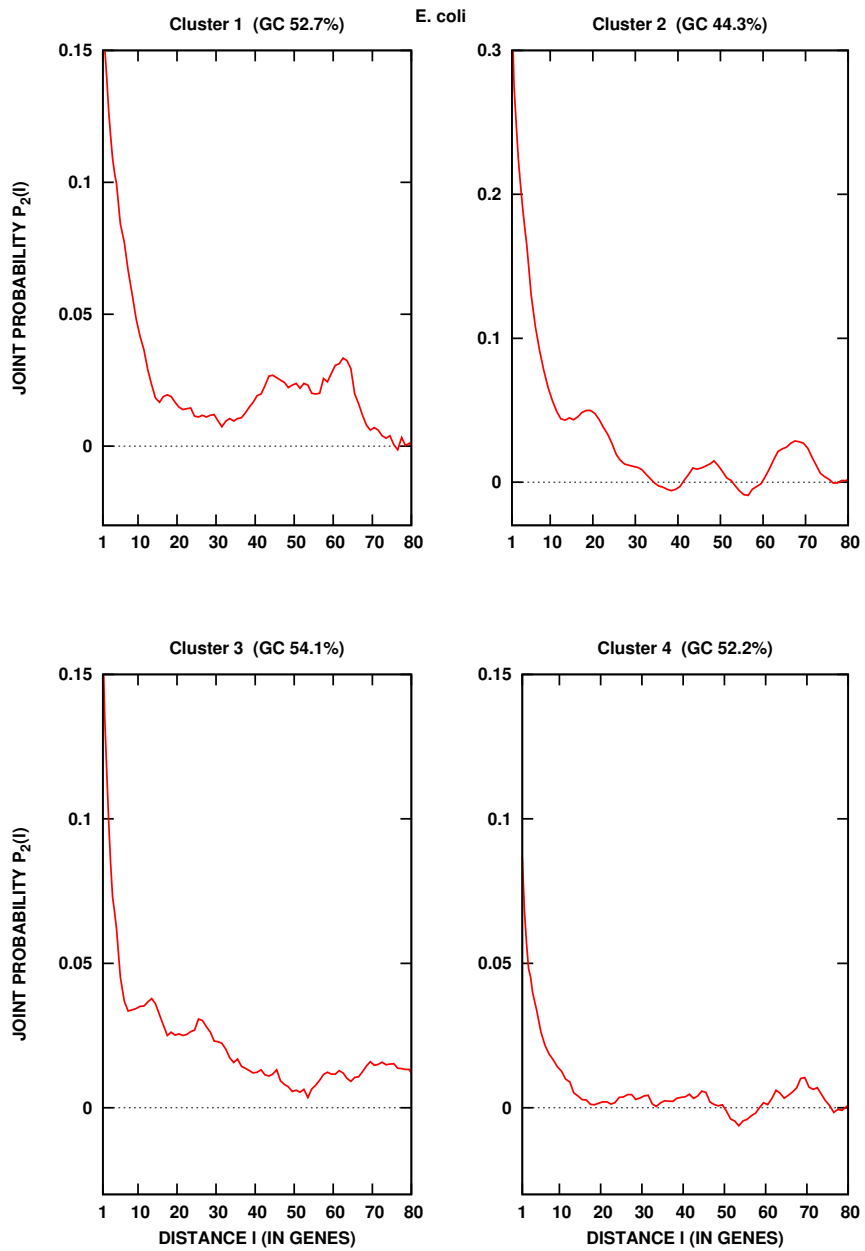 E. coli
Cluster 1 (GC 52.7%)
Cluster 2 (GC 44.3%)
0.15
0.1
0.05
0
JOINT PROBABILITY P₂(l)
1 10 20 30 40 50 60 70 80
0.3
0.2
0.1
0
1 10 20 30 40 50 60 70 80
Cluster 3 (GC 54.1%)
Cluster 4 (GC 52.2%)
0.15
0.1
0.05
0
JOINT PROBABILITY P₂(l)
1 10 20 30 40 50 60 70 80
DISTANCE l (IN GENES)
0.15
0.1
0.05
0
1 10 20 30 40 50 60 70 80
DISTANCE l (IN GENES)